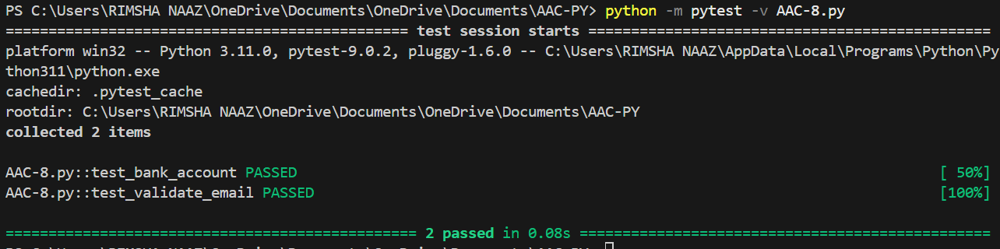 PS C:\Users\RIMSHA NAAZ\OneDrive\Documents\OneDrive\Documents\AAC-PY> python -m pytest -v AAC-8.py
=============================================== test session starts ===============================================
platform win32 -- Python 3.11.0, pytest-9.0.2, pluggy-1.6.0 -- C:\Users\RIMSHA NAAZ\AppData\Local\Programs\Python\Py
thon311\python.exe
cachedir: .pytest_cache
rootdir: C:\Users\RIMSHA NAAZ\OneDrive\Documents\OneDrive\Documents\AAC-PY
collected 2 items
AAC-8.py::test_bank_account PASSED [ 50%]
AAC-8.py::test_validate_email PASSED [100%]
================================================ 2 passed in 0.08s ================================================